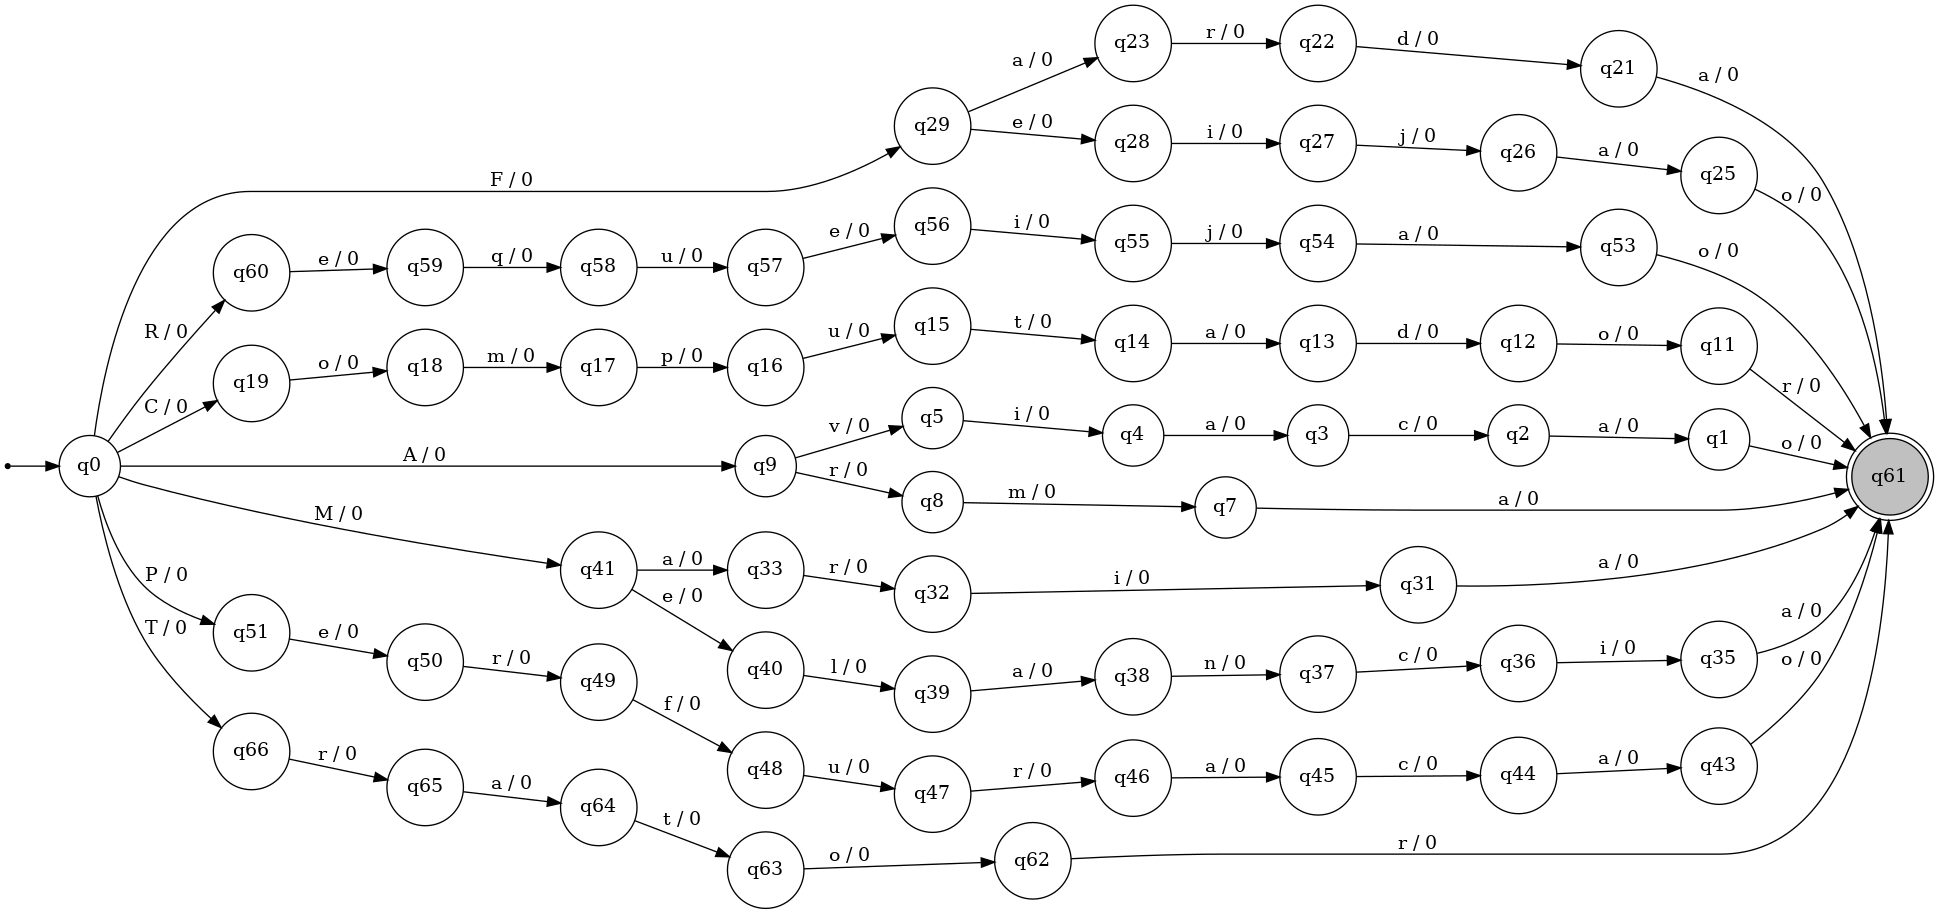 q0
F / 0
q29
a / 0
q23
r / 0
q22
d / 0
q21
a / 0
e / 0
q28
i / 0
q27
j / 0
q26
a / 0
q25
o / 0
R / 0
q60
e / 0
q59
q / 0
q58
u / 0
q57
e / 0
q56
i / 0
q55
j / 0
q54
a / 0
q53
o / 0
C / 0
q19
o / 0
q18
m / 0
q17
p / 0
q16
u / 0
q15
t / 0
q14
a / 0
q13
d / 0
q12
o / 0
q11
r / 0
A / 0
q9
v / 0
q5
i / 0
q4
a / 0
q3
c / 0
q2
a / 0
q1
o / 0
r / 0
q8
m / 0
q7
a / 0
q61
M / 0
q41
a / 0
q33
r / 0
q32
i / 0
q31
a / 0
e / 0
q40
l / 0
q39
a / 0
q38
n / 0
q37
c / 0
q36
i / 0
q35
a / 0
P / 0
q51
e / 0
q50
r / 0
q49
f / 0
q48
u / 0
q47
r / 0
q46
a / 0
q45
c / 0
q44
a / 0
q43
o / 0
T / 0
q66
r / 0
q65
a / 0
q64
t / 0
q63
o / 0
q62
r / 0